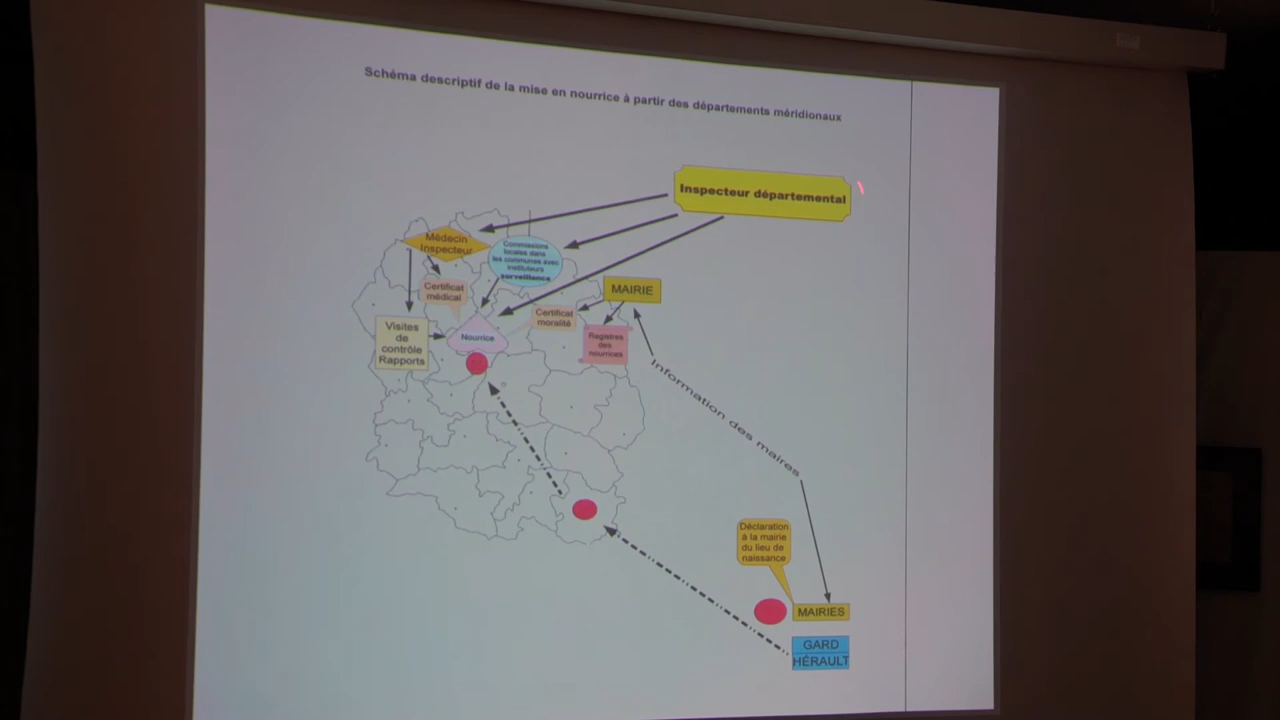 Schéma descriptif de la mise en nourrice à partir des départements méridionaux
Inspecteur départemental
Médecin
Inspecteur
Commissions
locales dans
les communes avec
instituteurs
surveillance
Certificat
médical
MAIRIE
Certificat
moralité
Visites
de
contrôle
Rapports
Nourrice
Registres
des
nourrices
Information des maires
Déclaration
à la mairie
du lieu de
naissance
MAIRIES
GARD
HÉRAULT